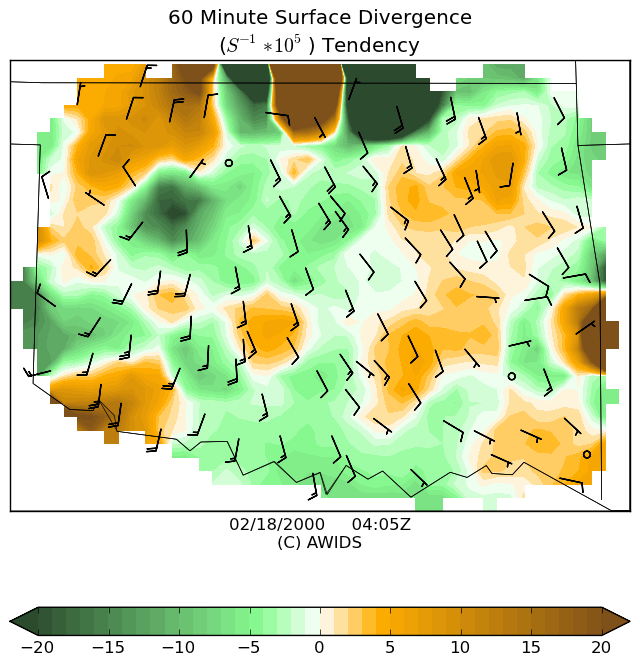 60 Minute Surface Divergence
(S⁻¹ *10⁵ ) Tendency
02/18/2000 04:05Z
(C) AWIDS
−20 −15 −10 −5 0 5 10 15 20